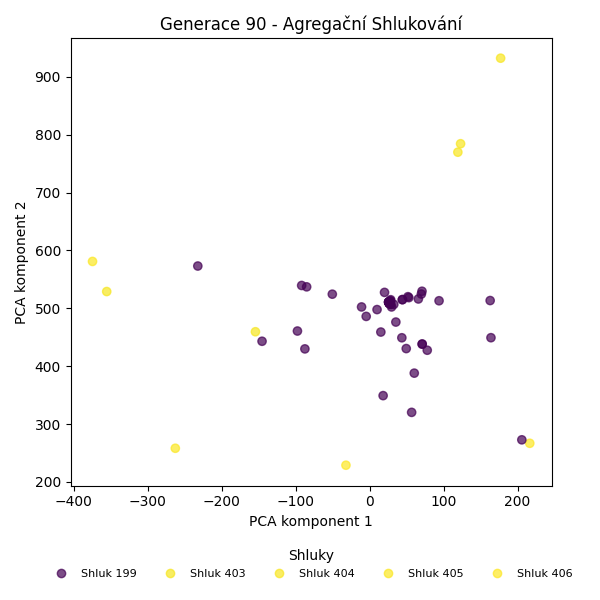 Generace 90 - Agregační Shlukování
PCA komponent 2
900
800
700
600
500
400
300
200
−400
−300
−200
−100
0
100
200
PCA komponent 1
Shluky
Shluk 199
Shluk 403
Shluk 404
Shluk 405
Shluk 406